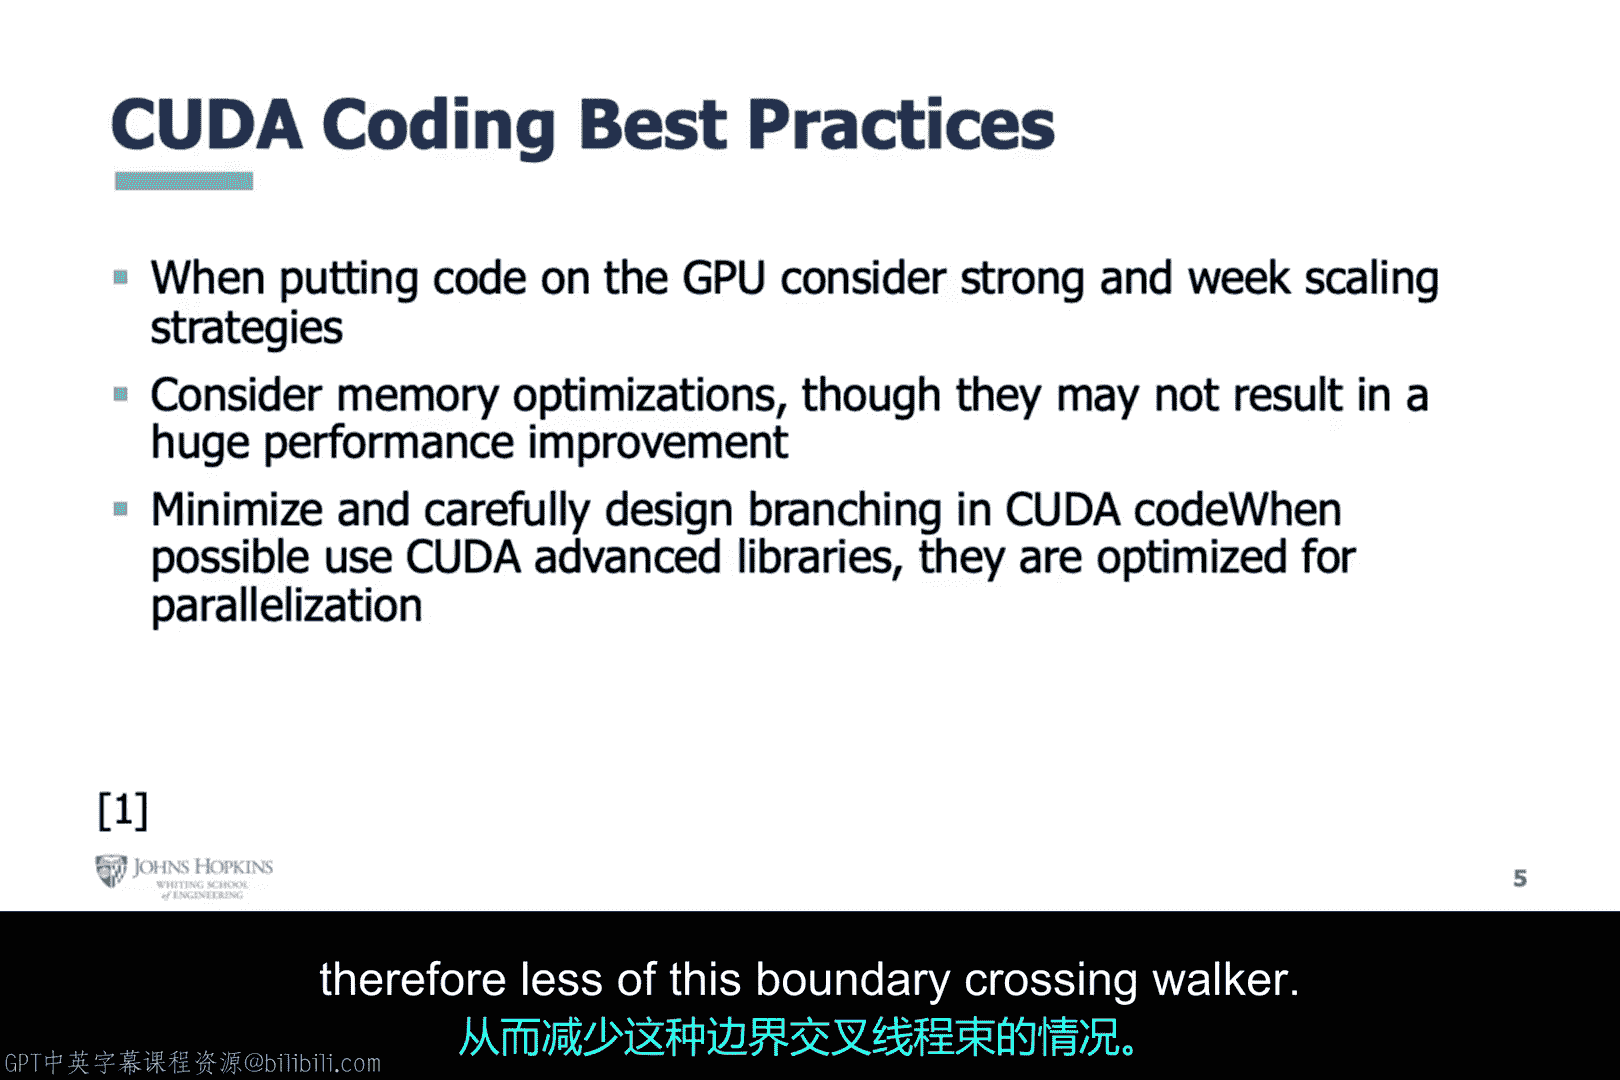 CUDA Coding Best Practices
When putting code on the GPU consider strong and week scaling
strategies
Consider memory optimizations, though they may not result in a
huge performance improvement
Minimize and carefully design branching in CUDA codeWhen
possible use CUDA advanced libraries, they are optimized for
parallelization
[1]
JOHNS HOPKINS
WHITING SCHOOL
of ENGINEERING
5
therefore less of this boundary crossing walker.
从而减少这种边界交叉线程束的情况。
GPT中英字幕课程资源@bilibili.com